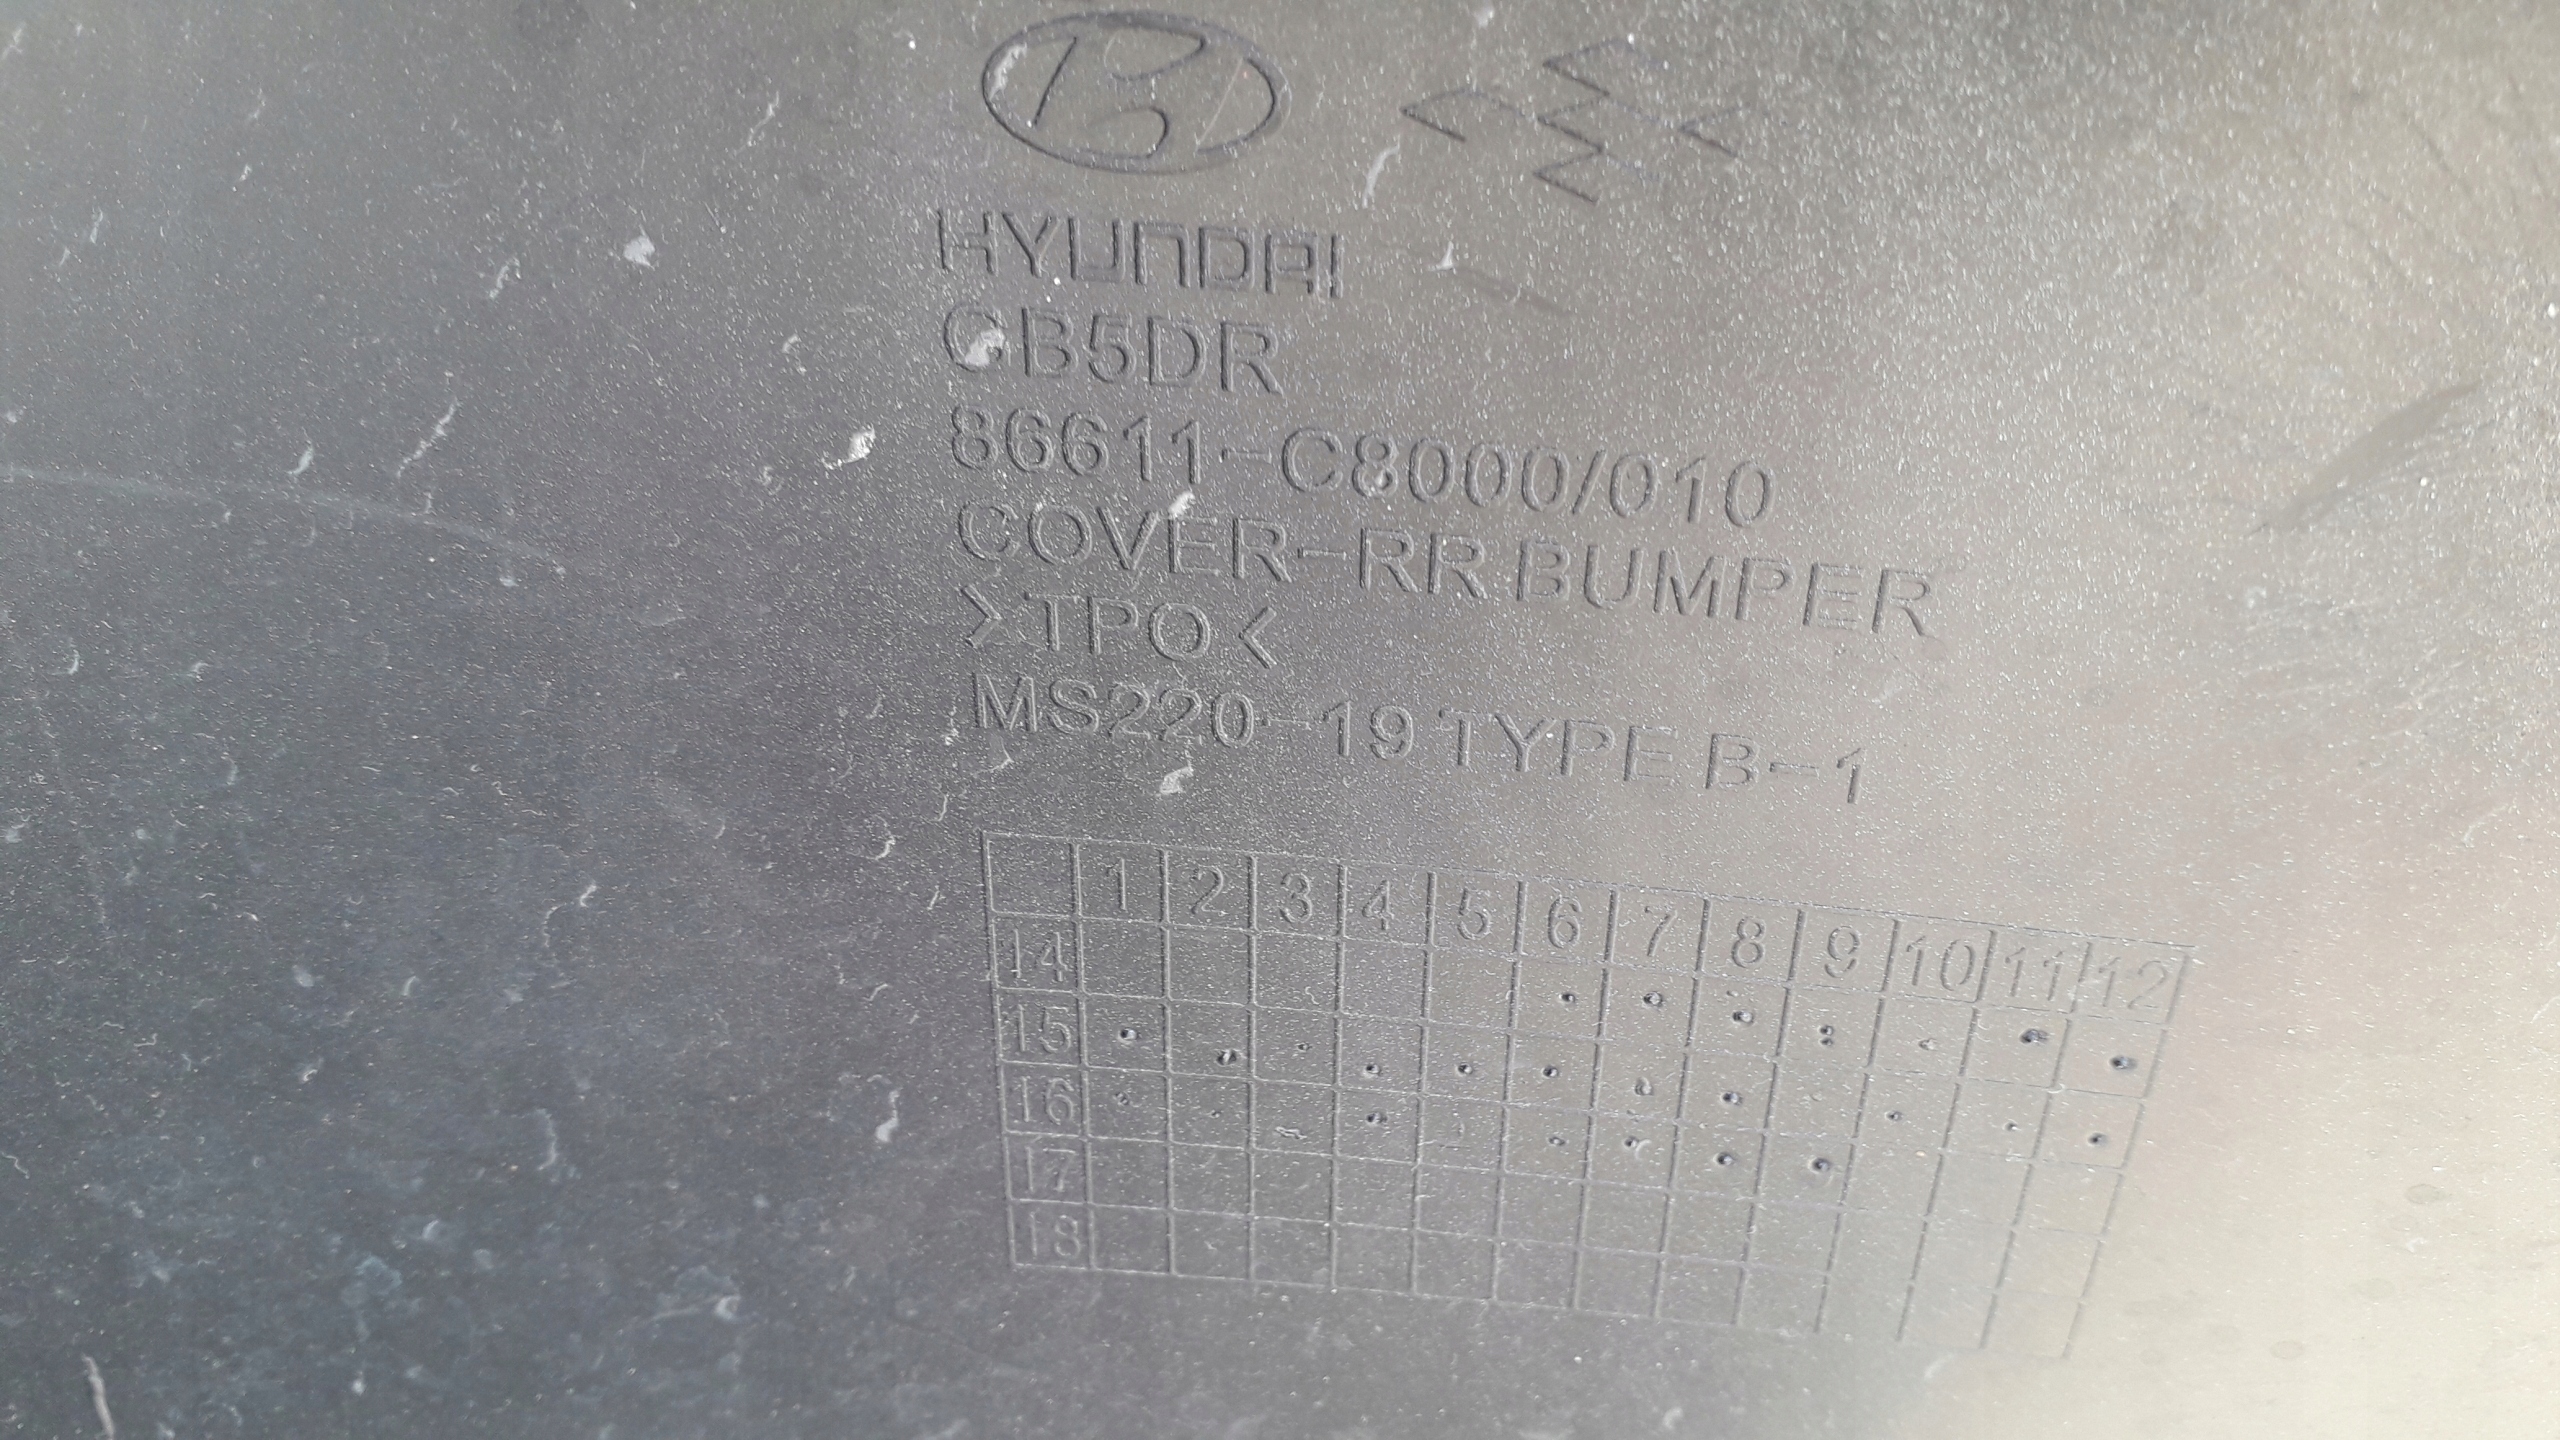 HYUNDAI
GB5DR
86611-C8000/010
COVER-RR BUMPER
>TPO<
MS220-19 TYPE B-1
1 2 3 4 5 6 7 8 9 10 11 12
14
15
16
17
18